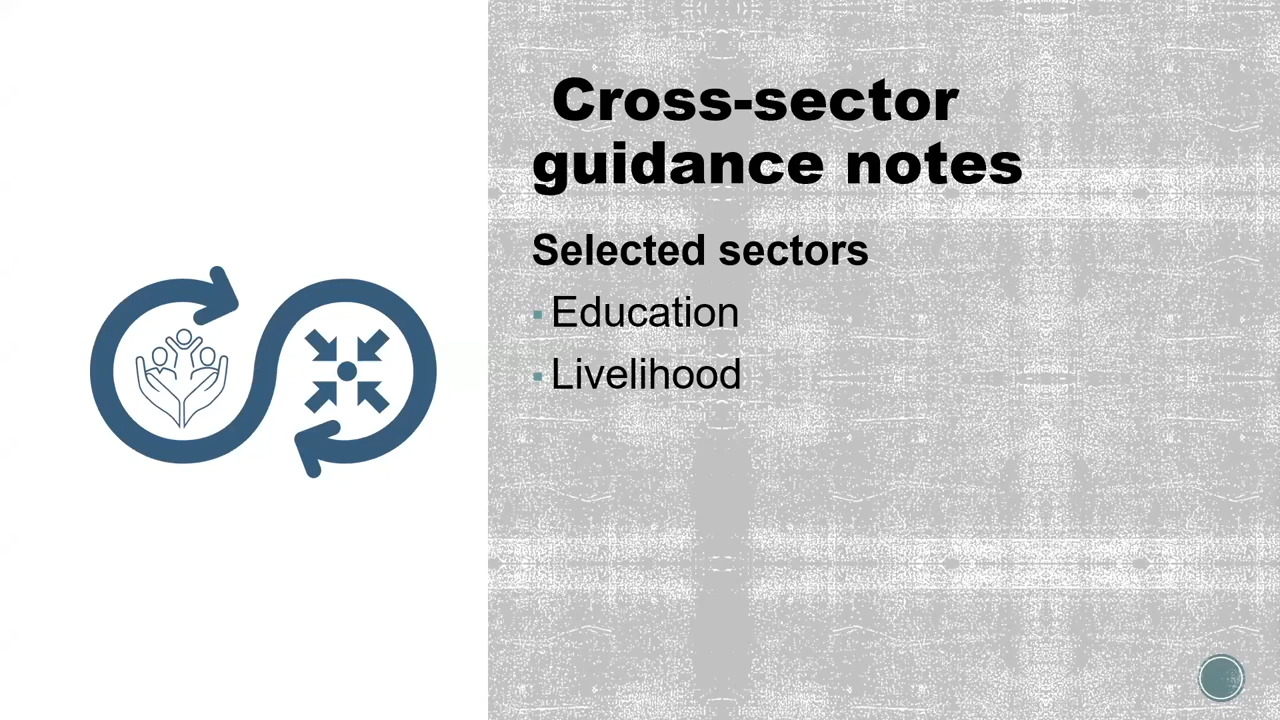 Cross-sector
guidance notes
Selected sectors
▪ Education
▪ Livelihood